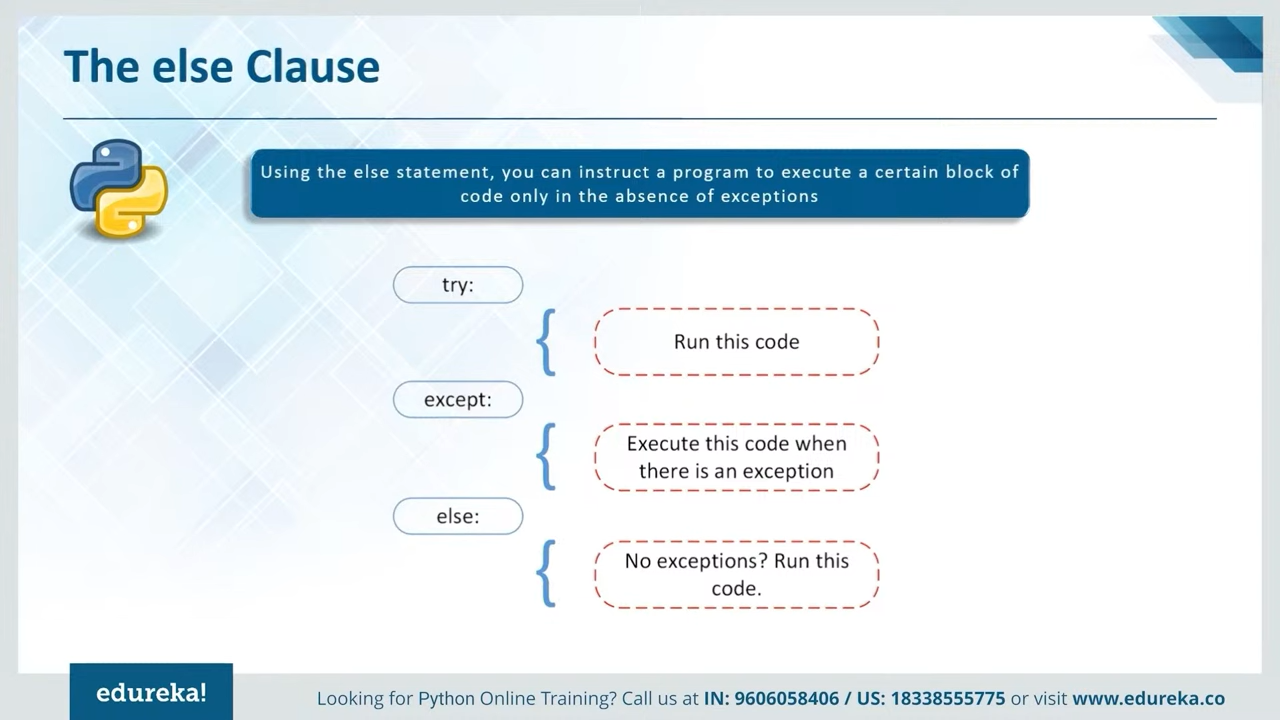 The else Clause
Using the else statement, you can instruct a program to execute a certain block of
code only in the absence of exceptions
try:
Run this code
except:
Execute this code when
there is an exception
else:
No exceptions? Run this
code.
edureka!
Looking for Python Online Training? Call us at IN: 9606058406 / US: 18338555775 or visit www.edureka.co